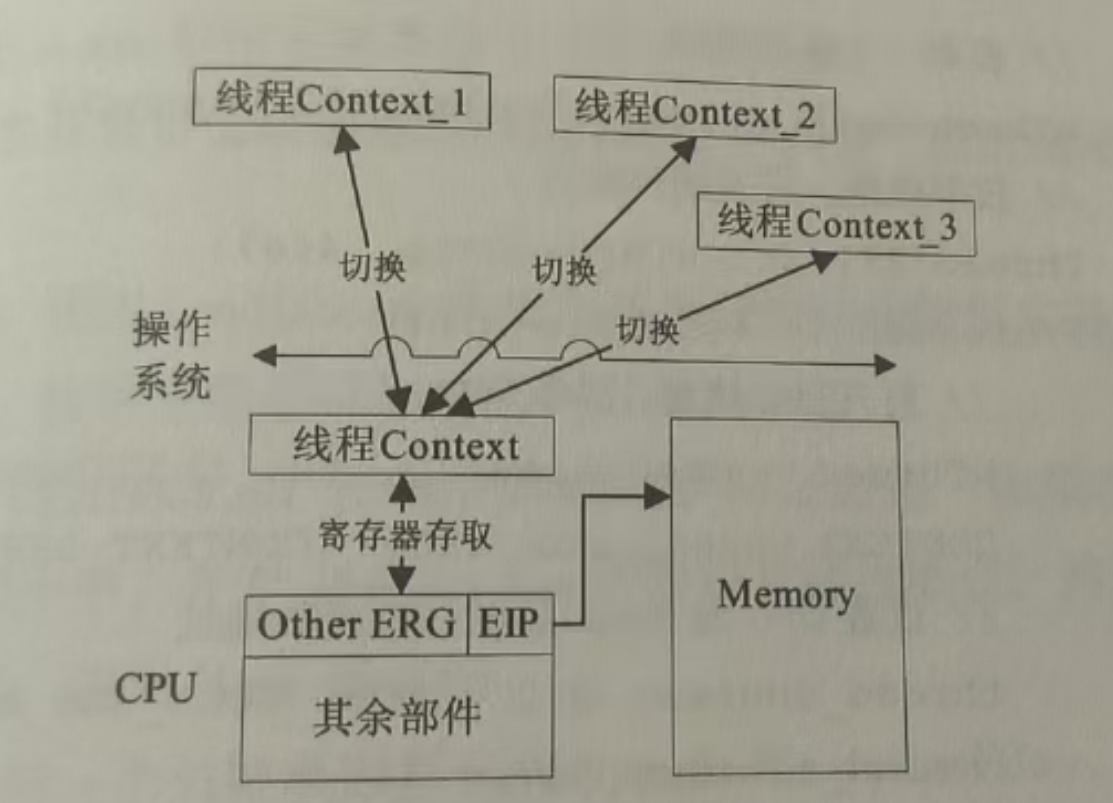 线程Context_1
线程Context_2
线程Context_3
切换
切换
切换
操作
系统
线程Context
寄存器存取
Other ERG
EIP
Memory
CPU
其余部件